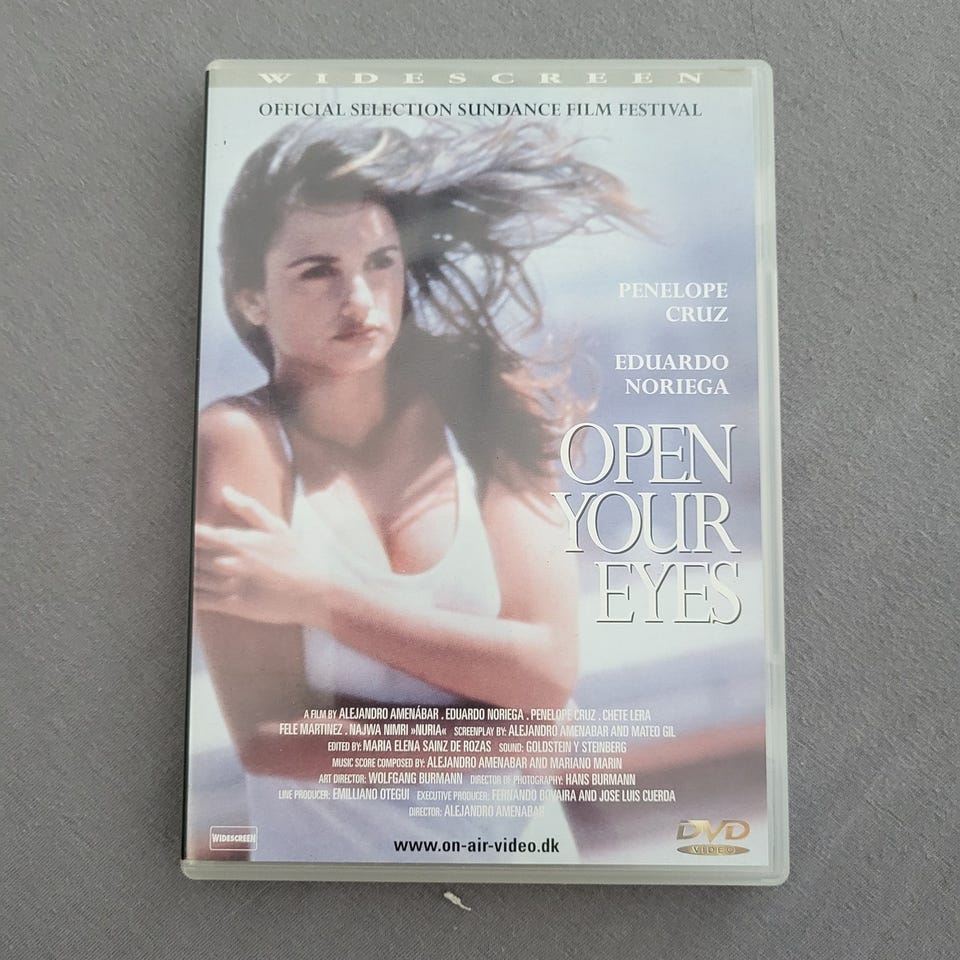 WIDESCREEN
OFFICIAL SELECTION SUNDANCE FILM FESTIVAL
PENELOPE
CRUZ
EDUARDO
NORIEGA
OPEN
YOUR
EYES
A FILM BY ALEJANDRO AMENÁBAR . EDUARDO NORIEGA . PENELOPE CRUZ . CHETE LERA
FELE MARTINEZ . NAJWA NIMRI »NURIA« SCREENPLAY BY: ALEJANDRO AMENABAR AND MATEO GIL
EDITED BY: MARIA ELENA SAINZ DE ROZAS SOUND: GOLDSTEIN Y STEINBERG
MUSIC SCORE COMPOSED BY: ALEJANDRO AMENABAR AND MARIANO MARIN
ART DIRECTOR: WOLFGANG BURMANN DIRECTOR OF PHOTOGRAPHY: HANS BURMANN
LINE PRODUCER: EMILLIANO OTEGUI EXECUTIVE PRODUCER: FERNANDO BOVAIRA AND JOSE LUIS CUERDA
DIRECTOR: ALEJANDRO AMENABAR
WIDESCREEN
www.on-air-video.dk
DVD
VIDEO